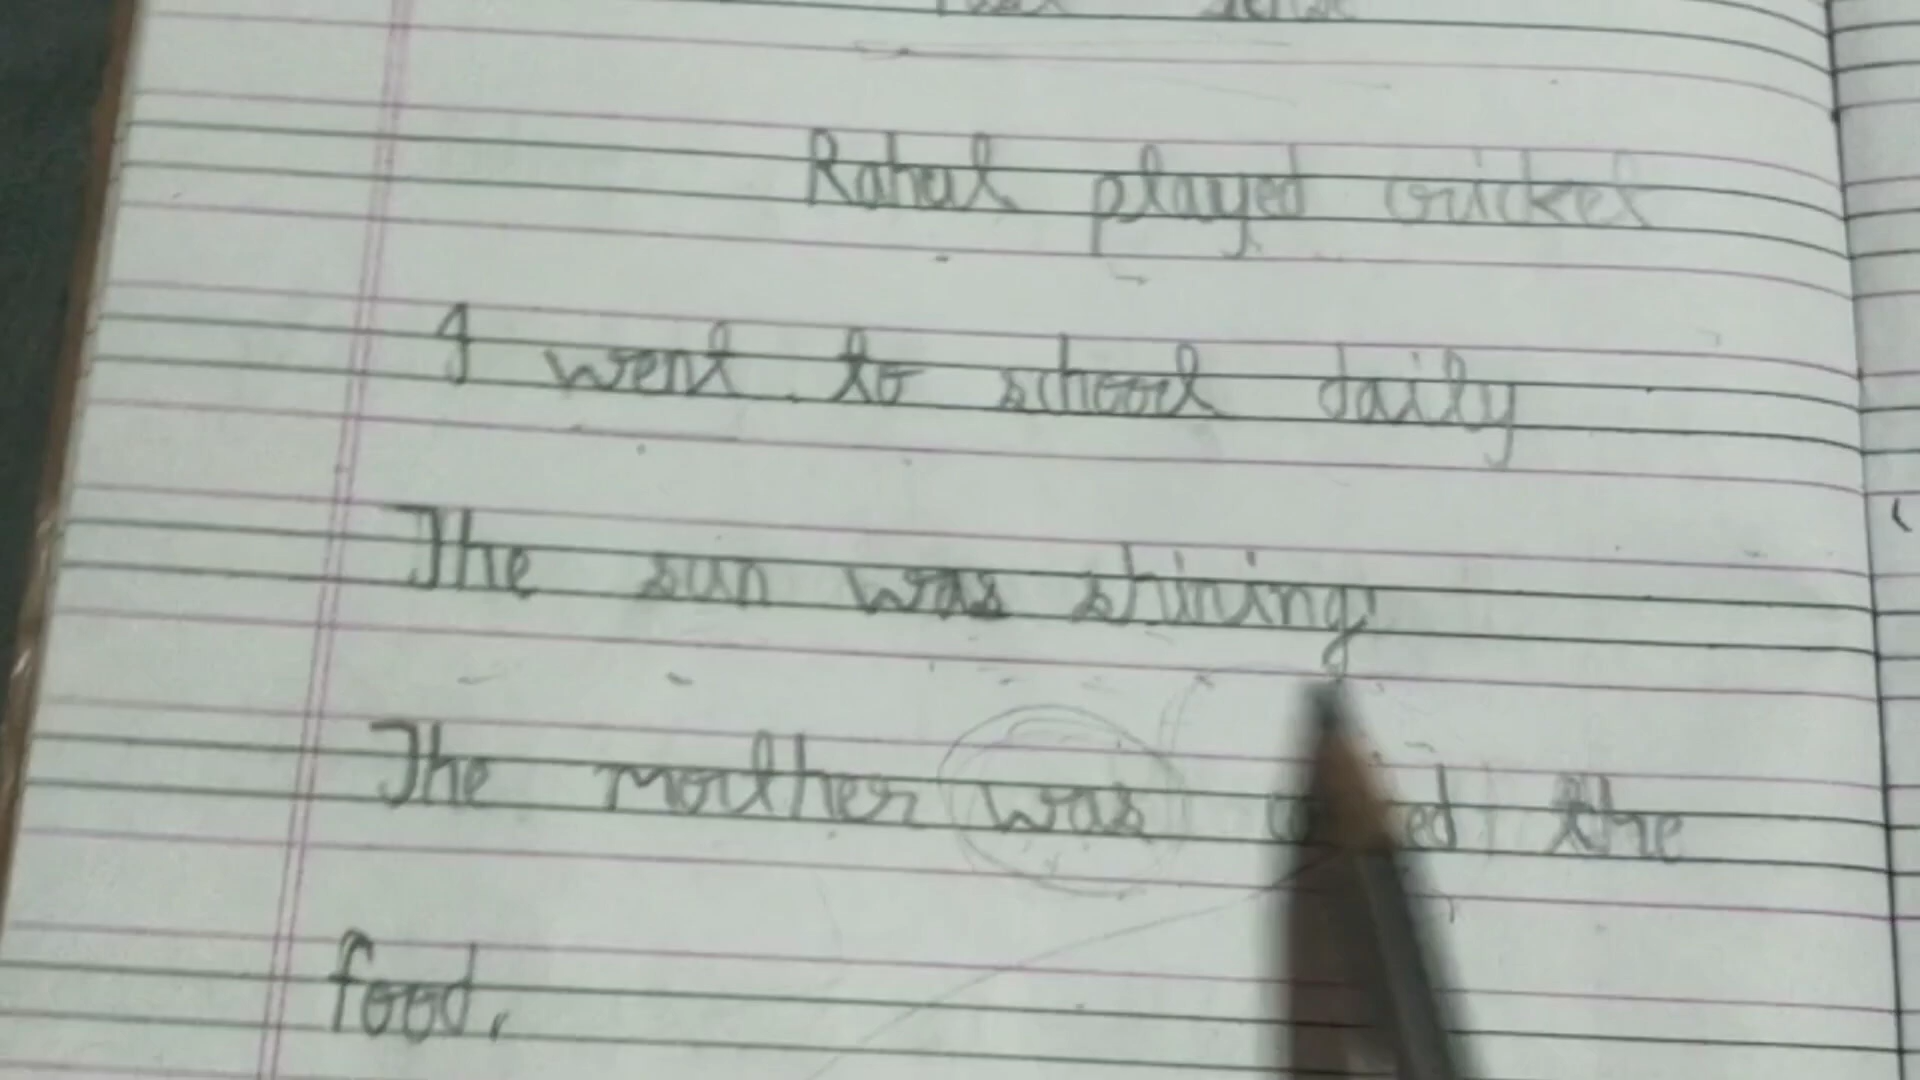 Rahul played cricket
I went to school daily
The sun was shining
The mother was the
food.